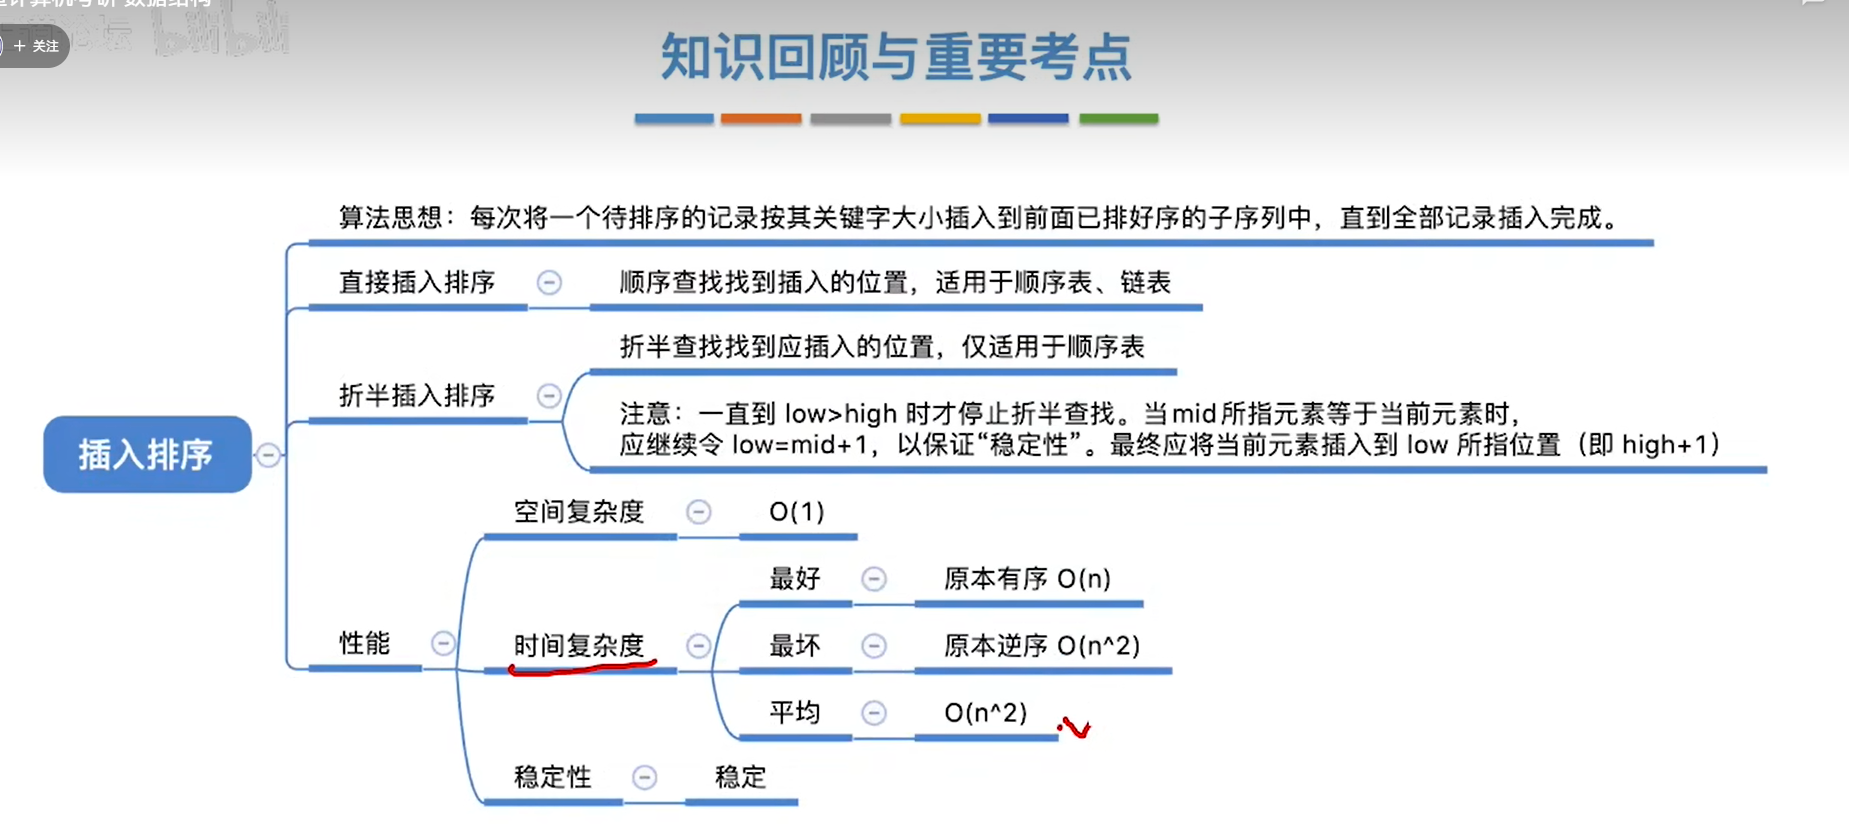 + 关注
知识回顾与重要考点
算法思想：每次将一个待排序的记录按其关键字大小插入到前面已排好序的子序列中，直到全部记录插入完成。
直接插入排序
顺序查找找到插入的位置，适用于顺序表、链表
折半查找找到应插入的位置，仅适用于顺序表
折半插入排序
注意：一直到 low>high 时才停止折半查找。当mid所指元素等于当前元素时，
应继续令 low=mid+1，以保证“稳定性”。最终应将当前元素插入到 low 所指位置（即 high+1）
插入排序
空间复杂度
O(1)
最好
原本有序 O(n)
性能
时间复杂度
最坏
原本逆序 O(n^2)
平均
O(n^2)
稳定性
稳定